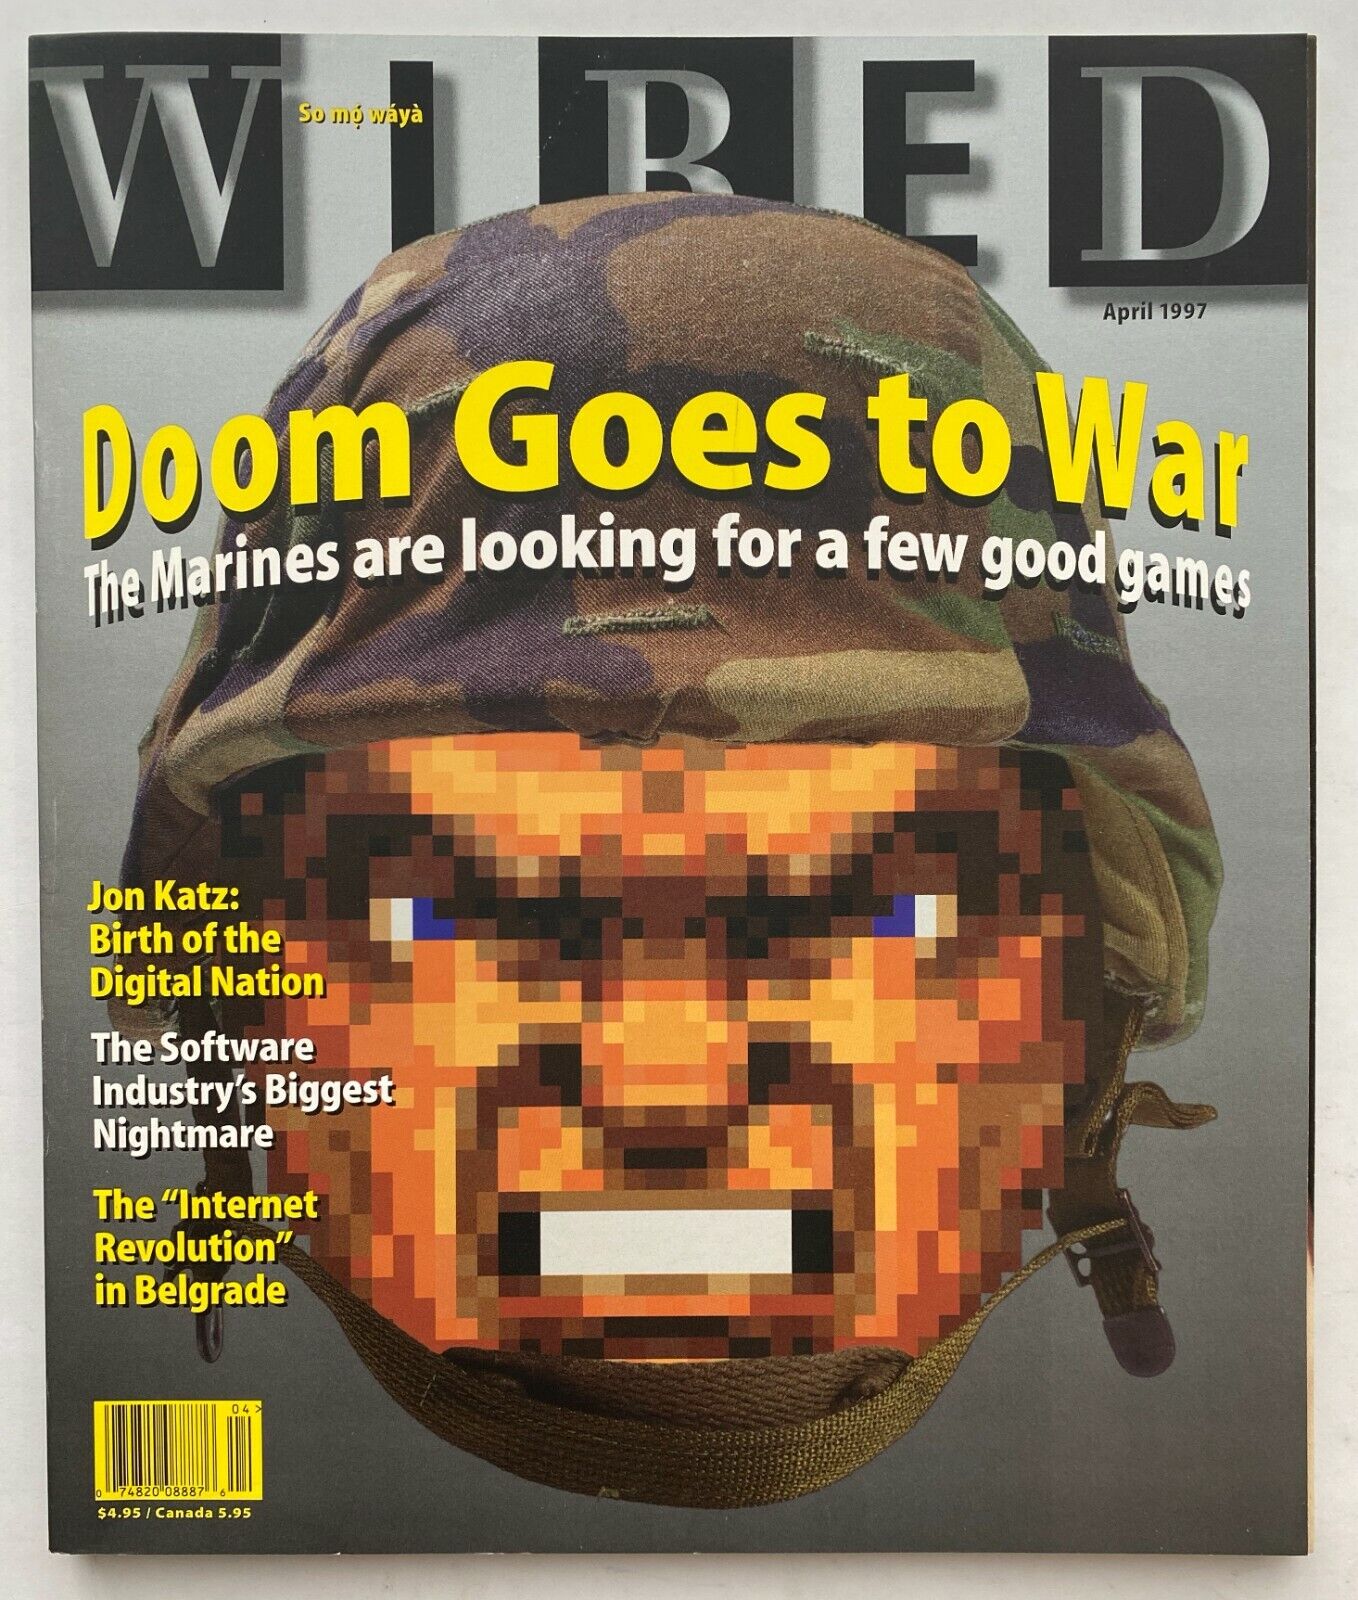 WIRED
So mọ́ wáyà
April 1997
Doom Goes to War
The Marines are looking for a few good games
Jon Katz:
Birth of the
Digital Nation
The Software
Industry's Biggest
Nightmare
The “Internet
Revolution”
in Belgrade
04>
0 74820 08887 6
$4.95 / Canada 5.95